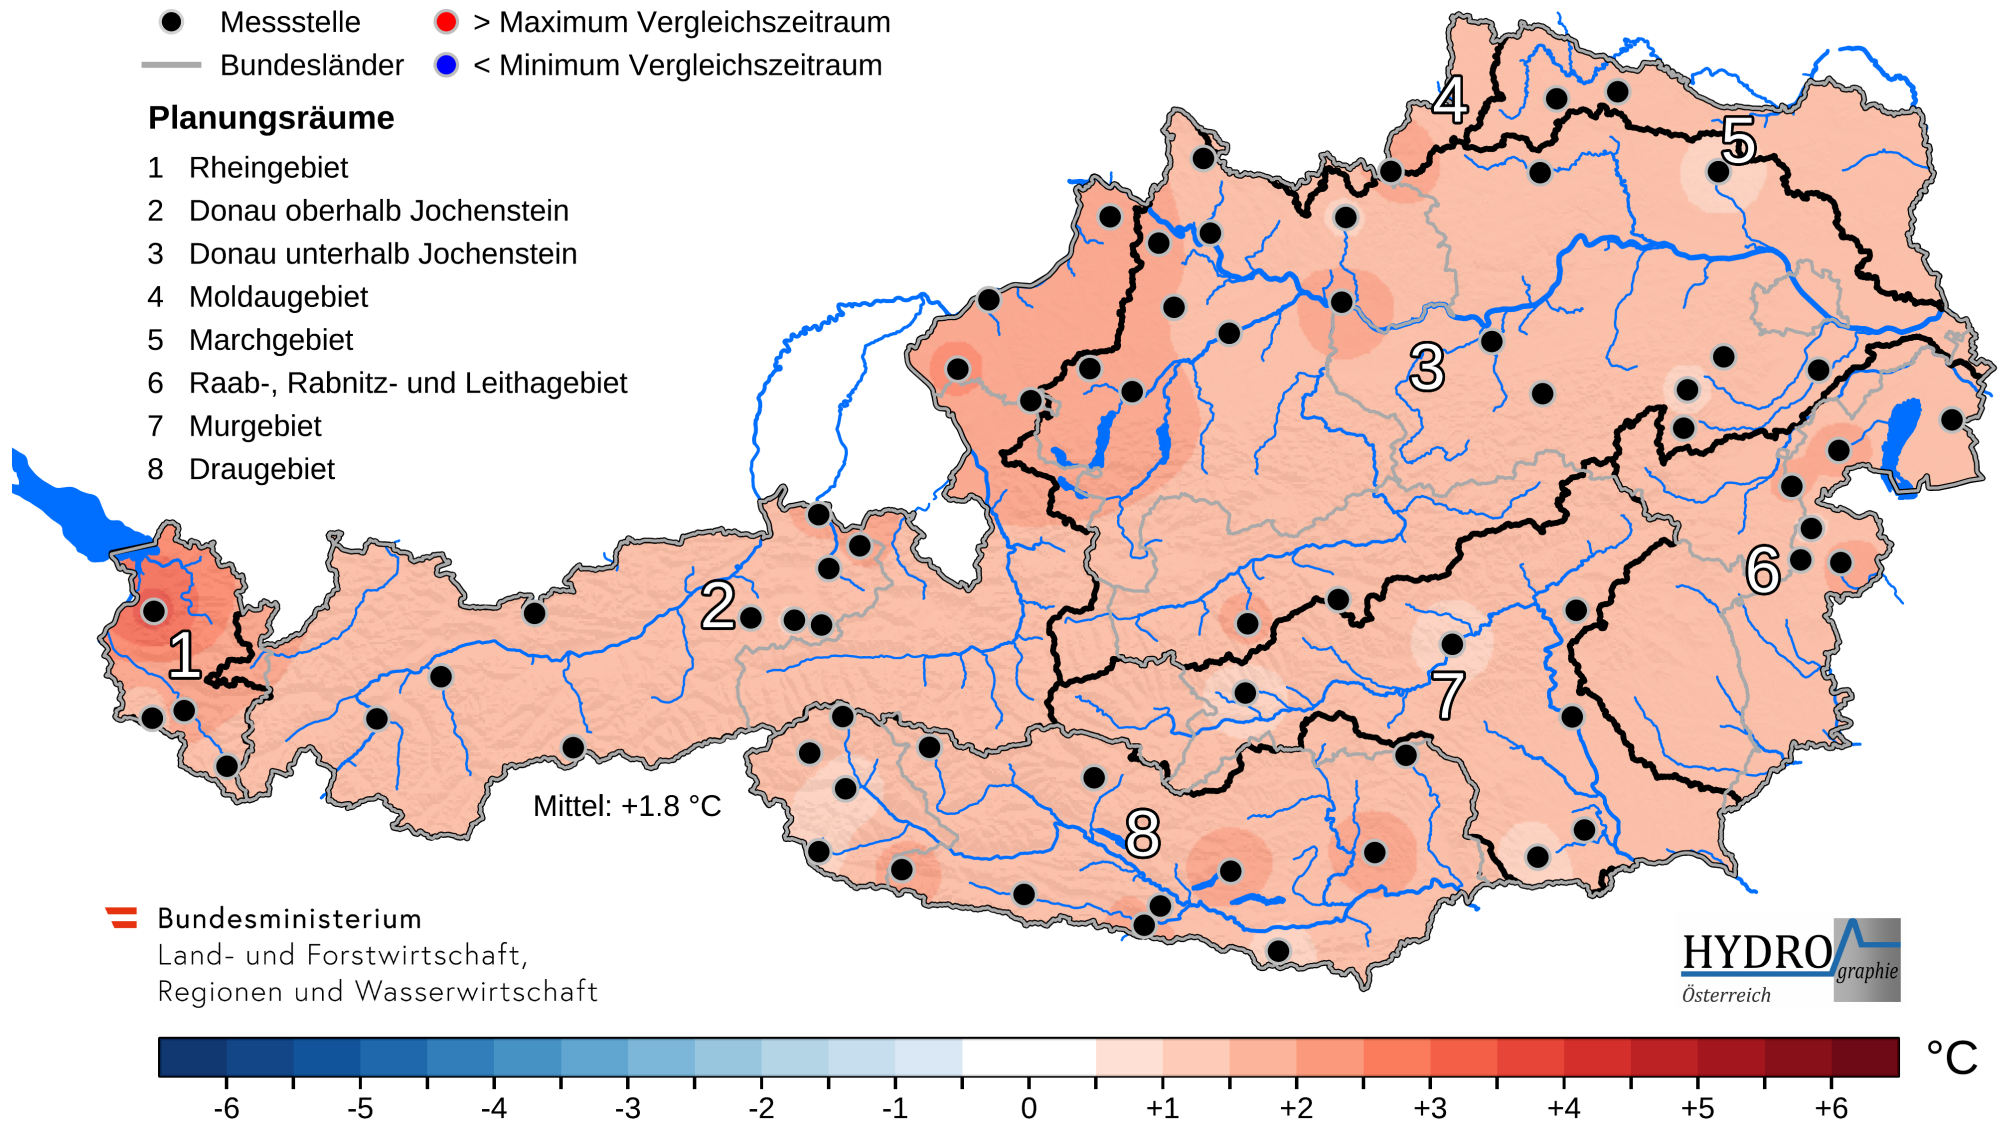 Messstelle
> Maximum Vergleichszeitraum
Bundesländer
< Minimum Vergleichszeitraum
Planungsräume
1 Rheingebiet
2 Donau oberhalb Jochenstein
3 Donau unterhalb Jochenstein
4 Moldaugebiet
5 Marchgebiet
6 Raab-, Rabnitz- und Leithagebiet
7 Murgebiet
8 Draugebiet
4
5
3
6
2
1
7
8
Mittel: +1.8 °C
Bundesministerium
Land- und Forstwirtschaft,
Regionen und Wasserwirtschaft
HYDRO
graphie
Österreich
°C
-6 -5 -4 -3 -2 -1 0 +1 +2 +3 +4 +5 +6